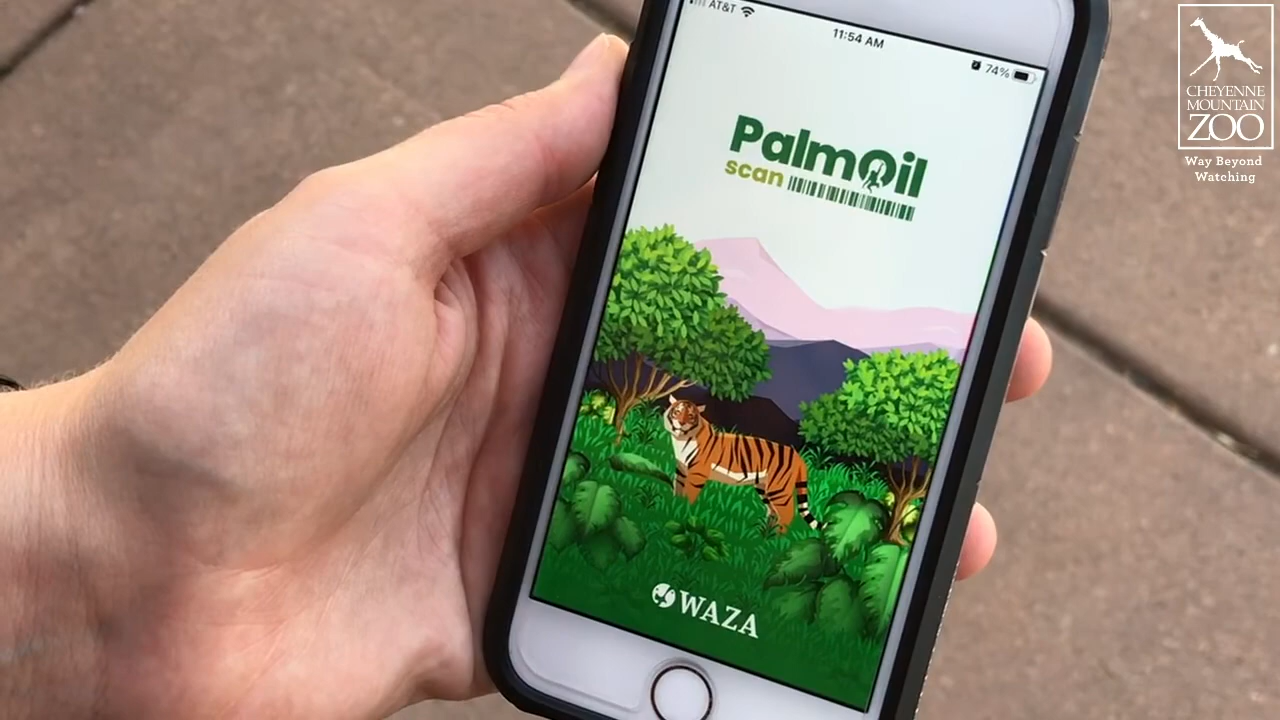 AT&T
11:54 AM
74%
PalmOil
scan
WAZA
CHEYENNE
MOUNTAIN
ZOO
Way Beyond
Watching